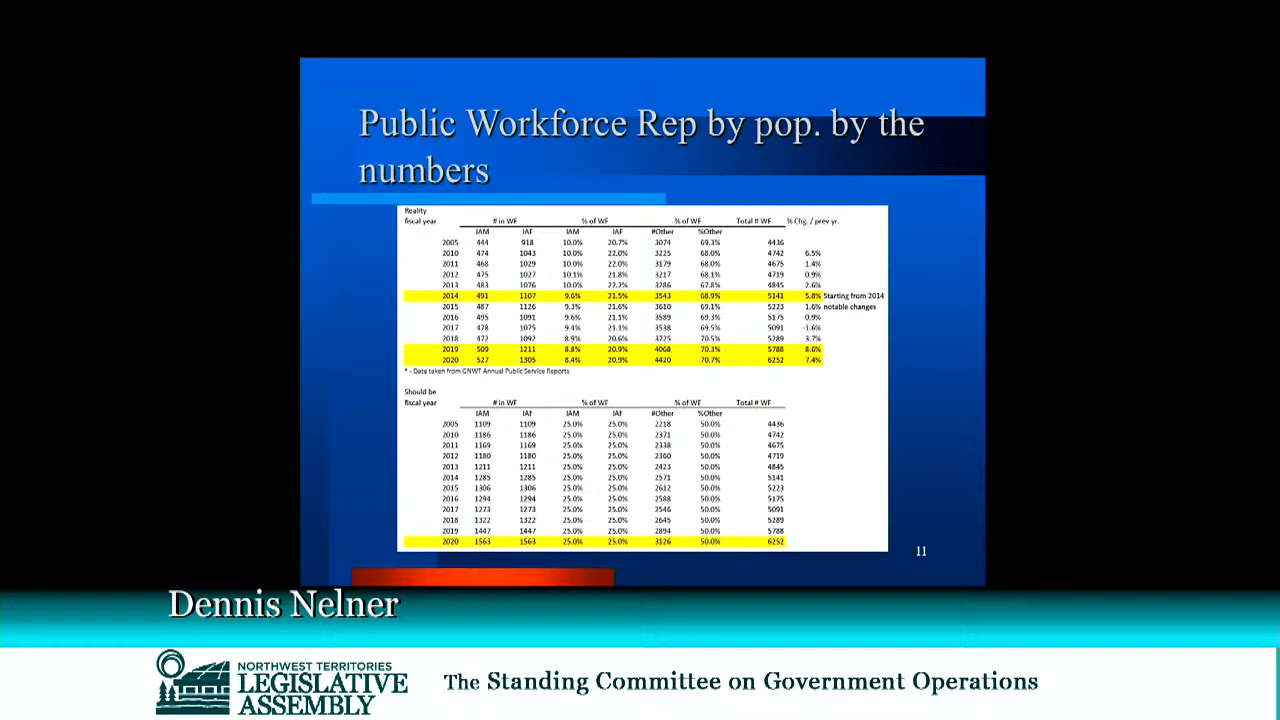 Public Workforce Rep by pop. by the
numbers
Reality
fiscal year # in WF % of WF % of WF Total # WF % Chg. / prev yr.
IAM IAF IAM IAF #Other %Other
2005 444 918 10.0% 20.7% 3074 69.3% 4436
2010 474 1043 10.0% 22.0% 3225 68.0% 4742 6.5%
2011 468 1029 10.0% 22.0% 3179 68.0% 4675 1.4%
2012 475 1027 10.1% 21.8% 3217 68.1% 4719 0.9%
2013 483 1076 10.0% 22.2% 3286 67.8% 4845 2.6%
2014 491 1107 9.6% 21.5% 3543 68.9% 5141 5.8% Starting from 2014
2015 487 1126 9.3% 21.6% 3610 69.1% 5223 1.6% notable changes
2016 495 1091 9.6% 21.1% 3589 69.3% 5175 0.9%
2017 478 1075 9.4% 21.1% 3538 69.5% 5091 -1.6%
2018 472 1092 8.9% 20.6% 3725 70.5% 5289 3.7%
2019 509 1211 8.8% 20.9% 4068 70.3% 5788 8.6%
2020 527 1305 8.4% 20.9% 4420 70.7% 6252 7.4%
* - Data taken from GNWT Annual Public Service Reports
Should be
fiscal year # in WF % of WF % of WF Total # WF
IAM IAF IAM IAF #Other %Other
2005 1109 1109 25.0% 25.0% 2218 50.0% 4436
2010 1186 1186 25.0% 25.0% 2371 50.0% 4742
2011 1169 1169 25.0% 25.0% 2338 50.0% 4675
2012 1180 1180 25.0% 25.0% 2360 50.0% 4719
2013 1211 1211 25.0% 25.0% 2423 50.0% 4845
2014 1285 1285 25.0% 25.0% 2571 50.0% 5141
2015 1306 1306 25.0% 25.0% 2612 50.0% 5223
2016 1294 1294 25.0% 25.0% 2588 50.0% 5175
2017 1273 1273 25.0% 25.0% 2546 50.0% 5091
2018 1322 1322 25.0% 25.0% 2645 50.0% 5289
2019 1447 1447 25.0% 25.0% 2894 50.0% 5788
2020 1563 1563 25.0% 25.0% 3126 50.0% 6252
11
Dennis Nelner
NORTHWEST TERRITORIES
LEGISLATIVE
ASSEMBLY
The Standing Committee on Government Operations